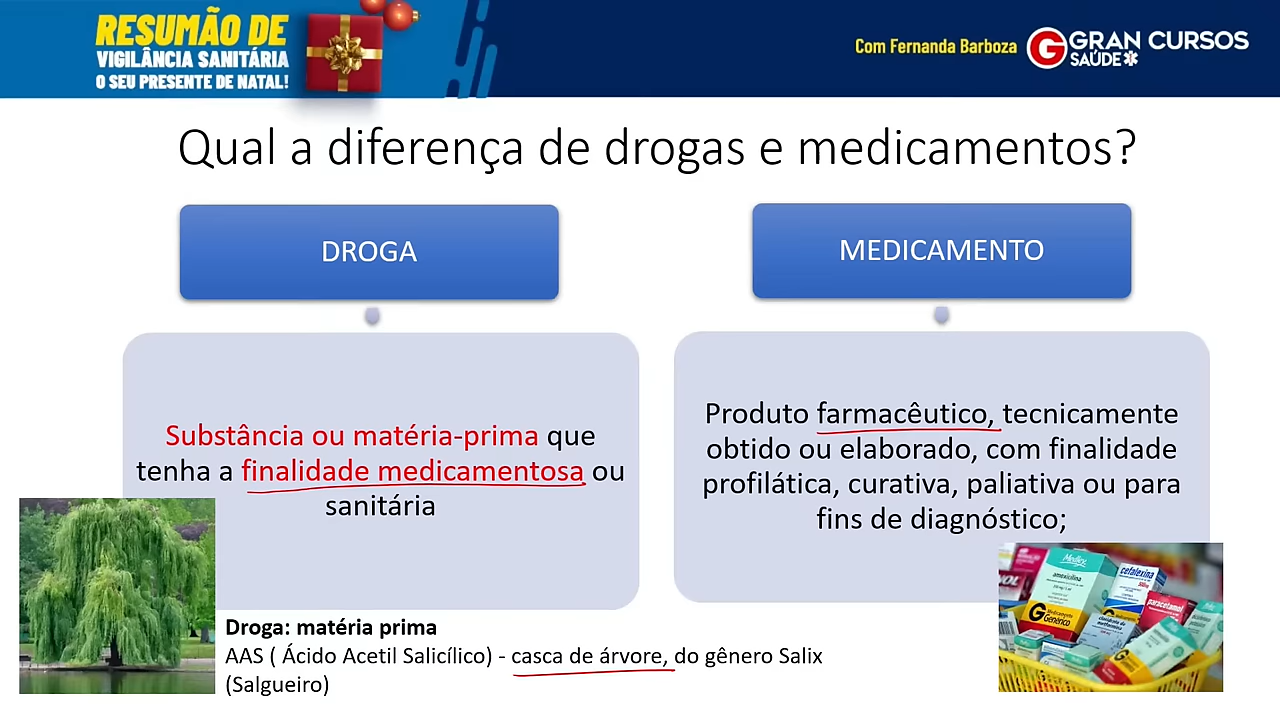 RESUMÃO DE
VIGILÂNCIA SANITÁRIA
O SEU PRESENTE DE NATAL!
Com Fernanda Barboza
GRAN CURSOS
SAÚDE
Qual a diferença de drogas e medicamentos?
DROGA
MEDICAMENTO
Substância ou matéria-prima que
tenha a finalidade medicamentosa ou
sanitária
Produto farmacêutico, tecnicamente
obtido ou elaborado, com finalidade
profilática, curativa, paliativa ou para
fins de diagnóstico;
Droga: matéria prima
AAS ( Ácido Acetil Salicílico) - casca de árvore, do gênero Salix
(Salgueiro)
Medley
amoxicilina
G Medicamento
Genérico
cefalexina
paracetamol